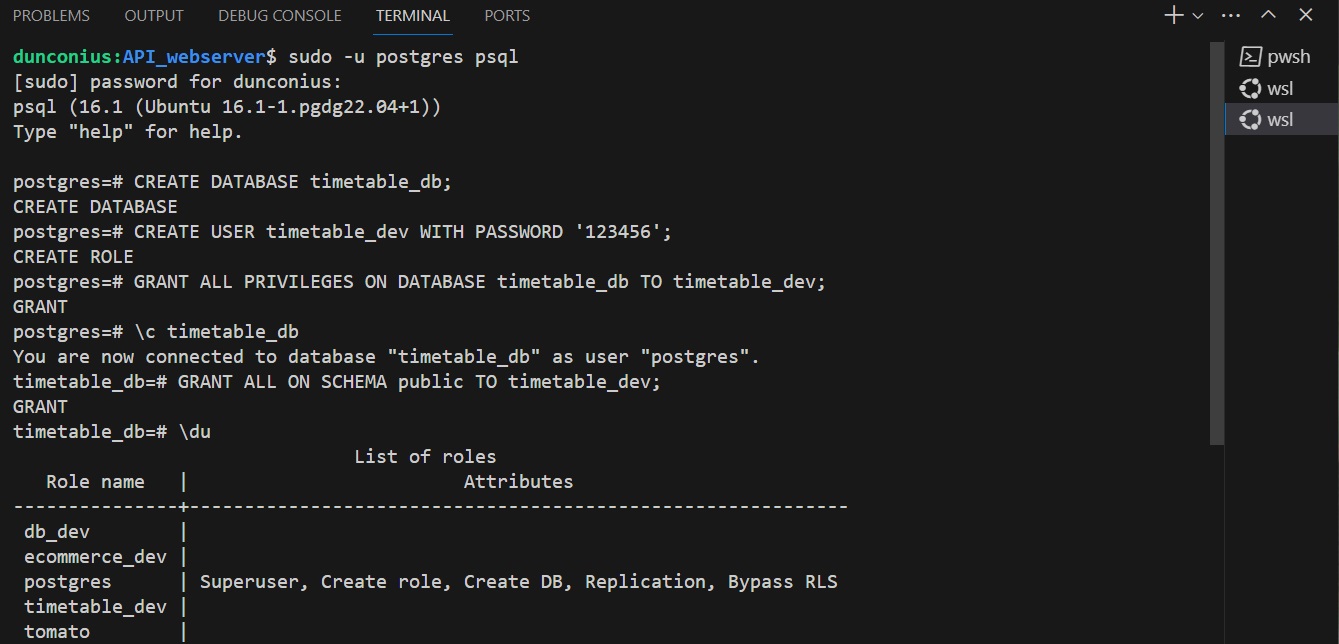 PROBLEMS OUTPUT DEBUG CONSOLE TERMINAL PORTS
dunconius:API_webserver$ sudo -u postgres psql
[sudo] password for dunconius:
psql (16.1 (Ubuntu 16.1-1.pgdg22.04+1))
Type "help" for help.
postgres=# CREATE DATABASE timetable_db;
CREATE DATABASE
postgres=# CREATE USER timetable_dev WITH PASSWORD '123456';
CREATE ROLE
postgres=# GRANT ALL PRIVILEGES ON DATABASE timetable_db TO timetable_dev;
GRANT
postgres=# \c timetable_db
You are now connected to database "timetable_db" as user "postgres".
timetable_db=# GRANT ALL ON SCHEMA public TO timetable_dev;
GRANT
timetable_db=# \du
List of roles
Role name | Attributes
---------------+------------------------------------------------------------
db_dev |
ecommerce_dev |
postgres | Superuser, Create role, Create DB, Replication, Bypass RLS
timetable_dev |
tomato |
pwsh
wsl
wsl